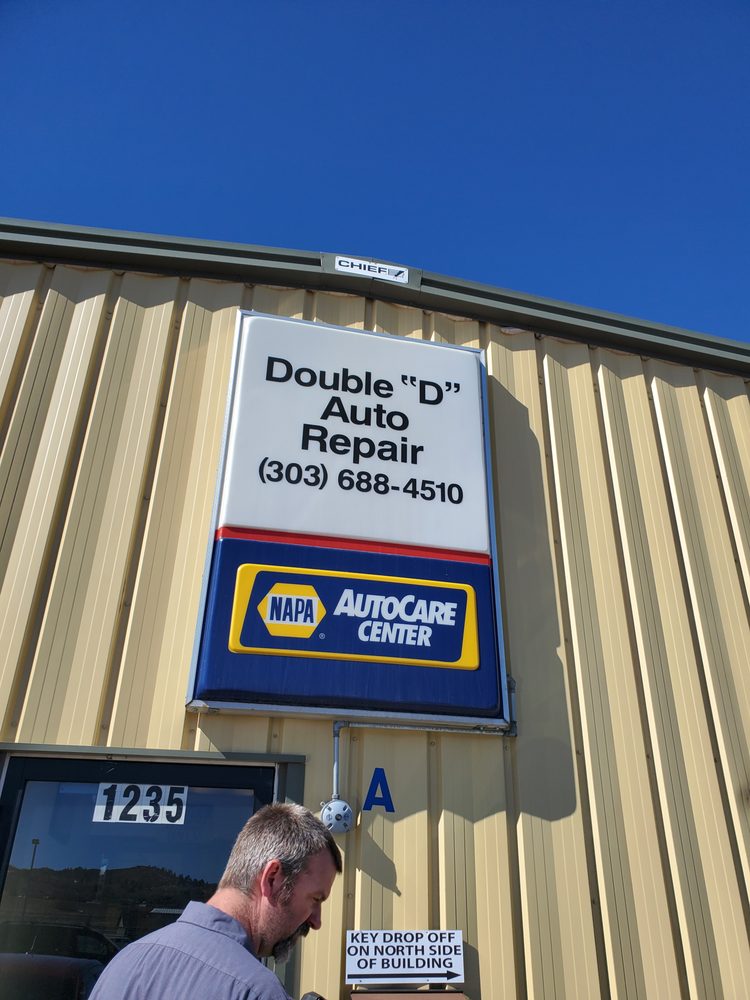 CHIEF
Double “D”
Auto
Repair
(303) 688-4510
NAPA ® AUTOCARE
CENTER
1235
A
KEY DROP OFF
ON NORTH SIDE
OF BUILDING